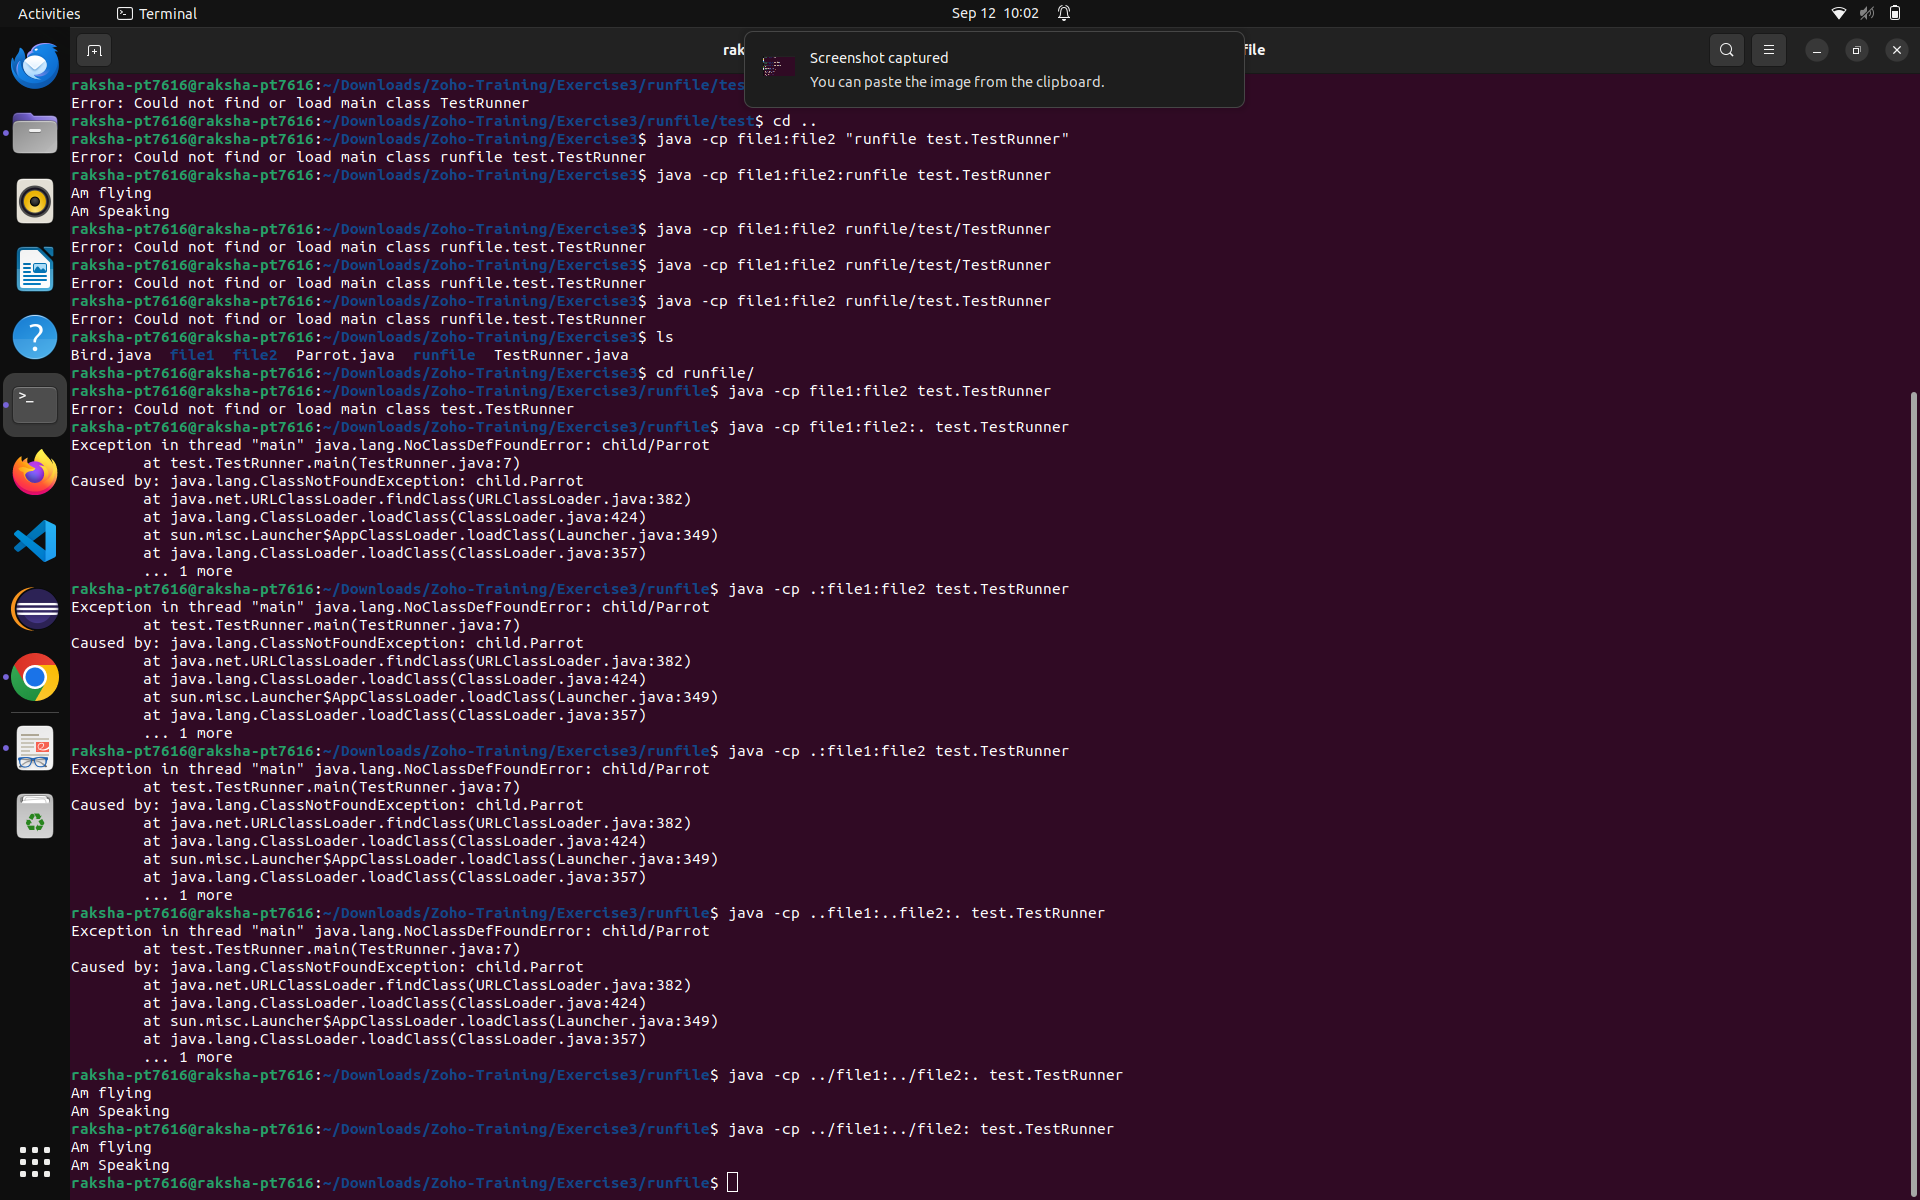 Activities
Terminal
Sep 12 10:02
rak
file
Screenshot captured
You can paste the image from the clipboard.
raksha-pt7616@raksha-pt7616:~/Downloads/Zoho-Training/Exercise3/runfile/tes
Error: Could not find or load main class TestRunner
raksha-pt7616@raksha-pt7616:~/Downloads/Zoho-Training/Exercise3/runfile/test$ cd ..
raksha-pt7616@raksha-pt7616:~/Downloads/Zoho-Training/Exercise3$ java -cp file1:file2 "runfile test.TestRunner"
Error: Could not find or load main class runfile test.TestRunner
raksha-pt7616@raksha-pt7616:~/Downloads/Zoho-Training/Exercise3$ java -cp file1:file2:runfile test.TestRunner
Am flying
Am Speaking
raksha-pt7616@raksha-pt7616:~/Downloads/Zoho-Training/Exercise3$ java -cp file1:file2 runfile/test/TestRunner
Error: Could not find or load main class runfile.test.TestRunner
raksha-pt7616@raksha-pt7616:~/Downloads/Zoho-Training/Exercise3$ java -cp file1:file2 runfile/test/TestRunner
Error: Could not find or load main class runfile.test.TestRunner
raksha-pt7616@raksha-pt7616:~/Downloads/Zoho-Training/Exercise3$ java -cp file1:file2 runfile/test.TestRunner
Error: Could not find or load main class runfile.test.TestRunner
raksha-pt7616@raksha-pt7616:~/Downloads/Zoho-Training/Exercise3$ ls
Bird.java  file1  file2  Parrot.java  runfile  TestRunner.java
raksha-pt7616@raksha-pt7616:~/Downloads/Zoho-Training/Exercise3$ cd runfile/
raksha-pt7616@raksha-pt7616:~/Downloads/Zoho-Training/Exercise3/runfile$ java -cp file1:file2 test.TestRunner
Error: Could not find or load main class test.TestRunner
raksha-pt7616@raksha-pt7616:~/Downloads/Zoho-Training/Exercise3/runfile$ java -cp file1:file2:. test.TestRunner
Exception in thread "main" java.lang.NoClassDefFoundError: child/Parrot
        at test.TestRunner.main(TestRunner.java:7)
Caused by: java.lang.ClassNotFoundException: child.Parrot
        at java.net.URLClassLoader.findClass(URLClassLoader.java:382)
        at java.lang.ClassLoader.loadClass(ClassLoader.java:424)
        at sun.misc.Launcher$AppClassLoader.loadClass(Launcher.java:349)
        at java.lang.ClassLoader.loadClass(ClassLoader.java:357)
        ... 1 more
raksha-pt7616@raksha-pt7616:~/Downloads/Zoho-Training/Exercise3/runfile$ java -cp .:file1:file2 test.TestRunner
Exception in thread "main" java.lang.NoClassDefFoundError: child/Parrot
        at test.TestRunner.main(TestRunner.java:7)
Caused by: java.lang.ClassNotFoundException: child.Parrot
        at java.net.URLClassLoader.findClass(URLClassLoader.java:382)
        at java.lang.ClassLoader.loadClass(ClassLoader.java:424)
        at sun.misc.Launcher$AppClassLoader.loadClass(Launcher.java:349)
        at java.lang.ClassLoader.loadClass(ClassLoader.java:357)
        ... 1 more
raksha-pt7616@raksha-pt7616:~/Downloads/Zoho-Training/Exercise3/runfile$ java -cp .:file1:file2 test.TestRunner
Exception in thread "main" java.lang.NoClassDefFoundError: child/Parrot
        at test.TestRunner.main(TestRunner.java:7)
Caused by: java.lang.ClassNotFoundException: child.Parrot
        at java.net.URLClassLoader.findClass(URLClassLoader.java:382)
        at java.lang.ClassLoader.loadClass(ClassLoader.java:424)
        at sun.misc.Launcher$AppClassLoader.loadClass(Launcher.java:349)
        at java.lang.ClassLoader.loadClass(ClassLoader.java:357)
        ... 1 more
raksha-pt7616@raksha-pt7616:~/Downloads/Zoho-Training/Exercise3/runfile$ java -cp ..file1:..file2:. test.TestRunner
Exception in thread "main" java.lang.NoClassDefFoundError: child/Parrot
        at test.TestRunner.main(TestRunner.java:7)
Caused by: java.lang.ClassNotFoundException: child.Parrot
        at java.net.URLClassLoader.findClass(URLClassLoader.java:382)
        at java.lang.ClassLoader.loadClass(ClassLoader.java:424)
        at sun.misc.Launcher$AppClassLoader.loadClass(Launcher.java:349)
        at java.lang.ClassLoader.loadClass(ClassLoader.java:357)
        ... 1 more
raksha-pt7616@raksha-pt7616:~/Downloads/Zoho-Training/Exercise3/runfile$ java -cp ../file1:../file2:. test.TestRunner
Am flying
Am Speaking
raksha-pt7616@raksha-pt7616:~/Downloads/Zoho-Training/Exercise3/runfile$ java -cp ../file1:../file2: test.TestRunner
Am flying
Am Speaking
raksha-pt7616@raksha-pt7616:~/Downloads/Zoho-Training/Exercise3/runfile$